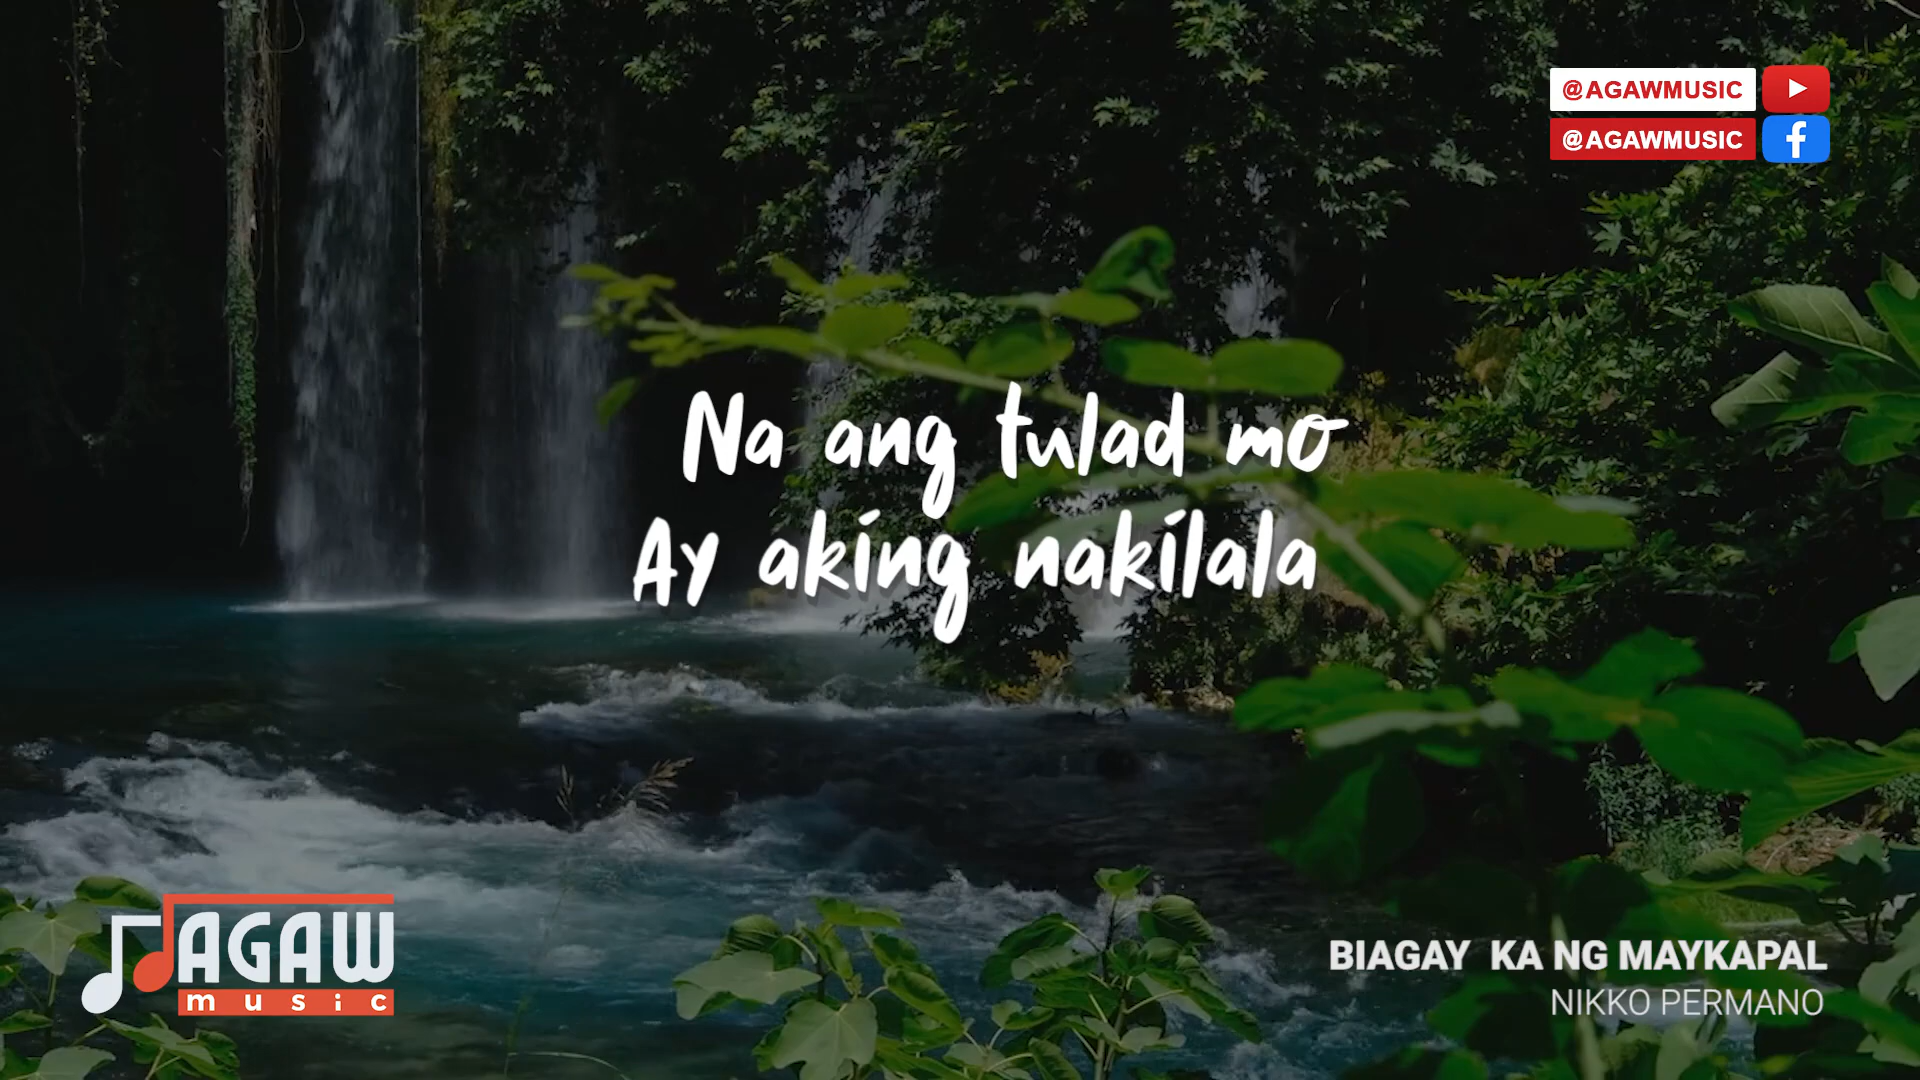 @AGAWMUSIC
@AGAWMUSIC
Na ang tulad mo
Ay aking nakilala
AGAW
music
BIAGAY KA NG MAYKAPAL
NIKKO PERMANO